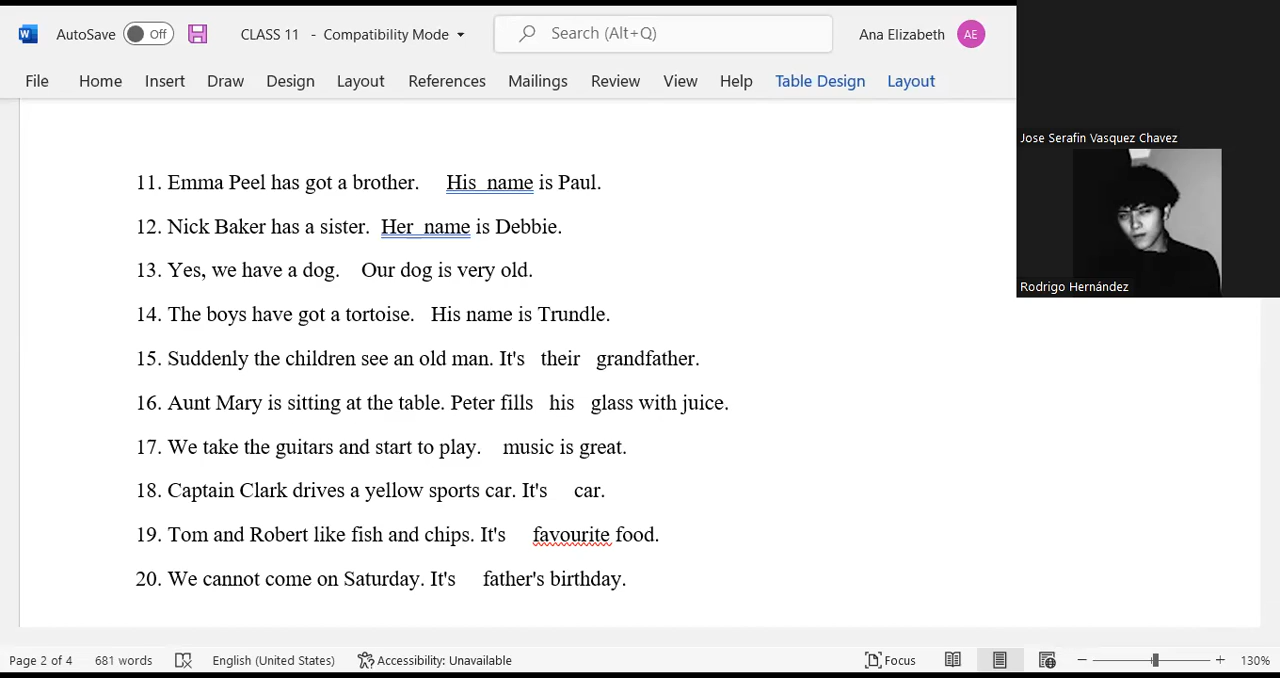 AutoSave Off CLASS 11 - Compatibility Mode Search (Alt+Q) Ana Elizabeth AE
File Home Insert Draw Design Layout References Mailings Review View Help Table Design Layout
Jose Serafin Vasquez Chavez
Rodrigo Hernández
11. Emma Peel has got a brother. His name is Paul.
12. Nick Baker has a sister. Her name is Debbie.
13. Yes, we have a dog. Our dog is very old.
14. The boys have got a tortoise. His name is Trundle.
15. Suddenly the children see an old man. It's their grandfather.
16. Aunt Mary is sitting at the table. Peter fills his glass with juice.
17. We take the guitars and start to play. music is great.
18. Captain Clark drives a yellow sports car. It's car.
19. Tom and Robert like fish and chips. It's favourite food.
20. We cannot come on Saturday. It's father's birthday.
Page 2 of 4 681 words English (United States) Accessibility: Unavailable Focus 130%